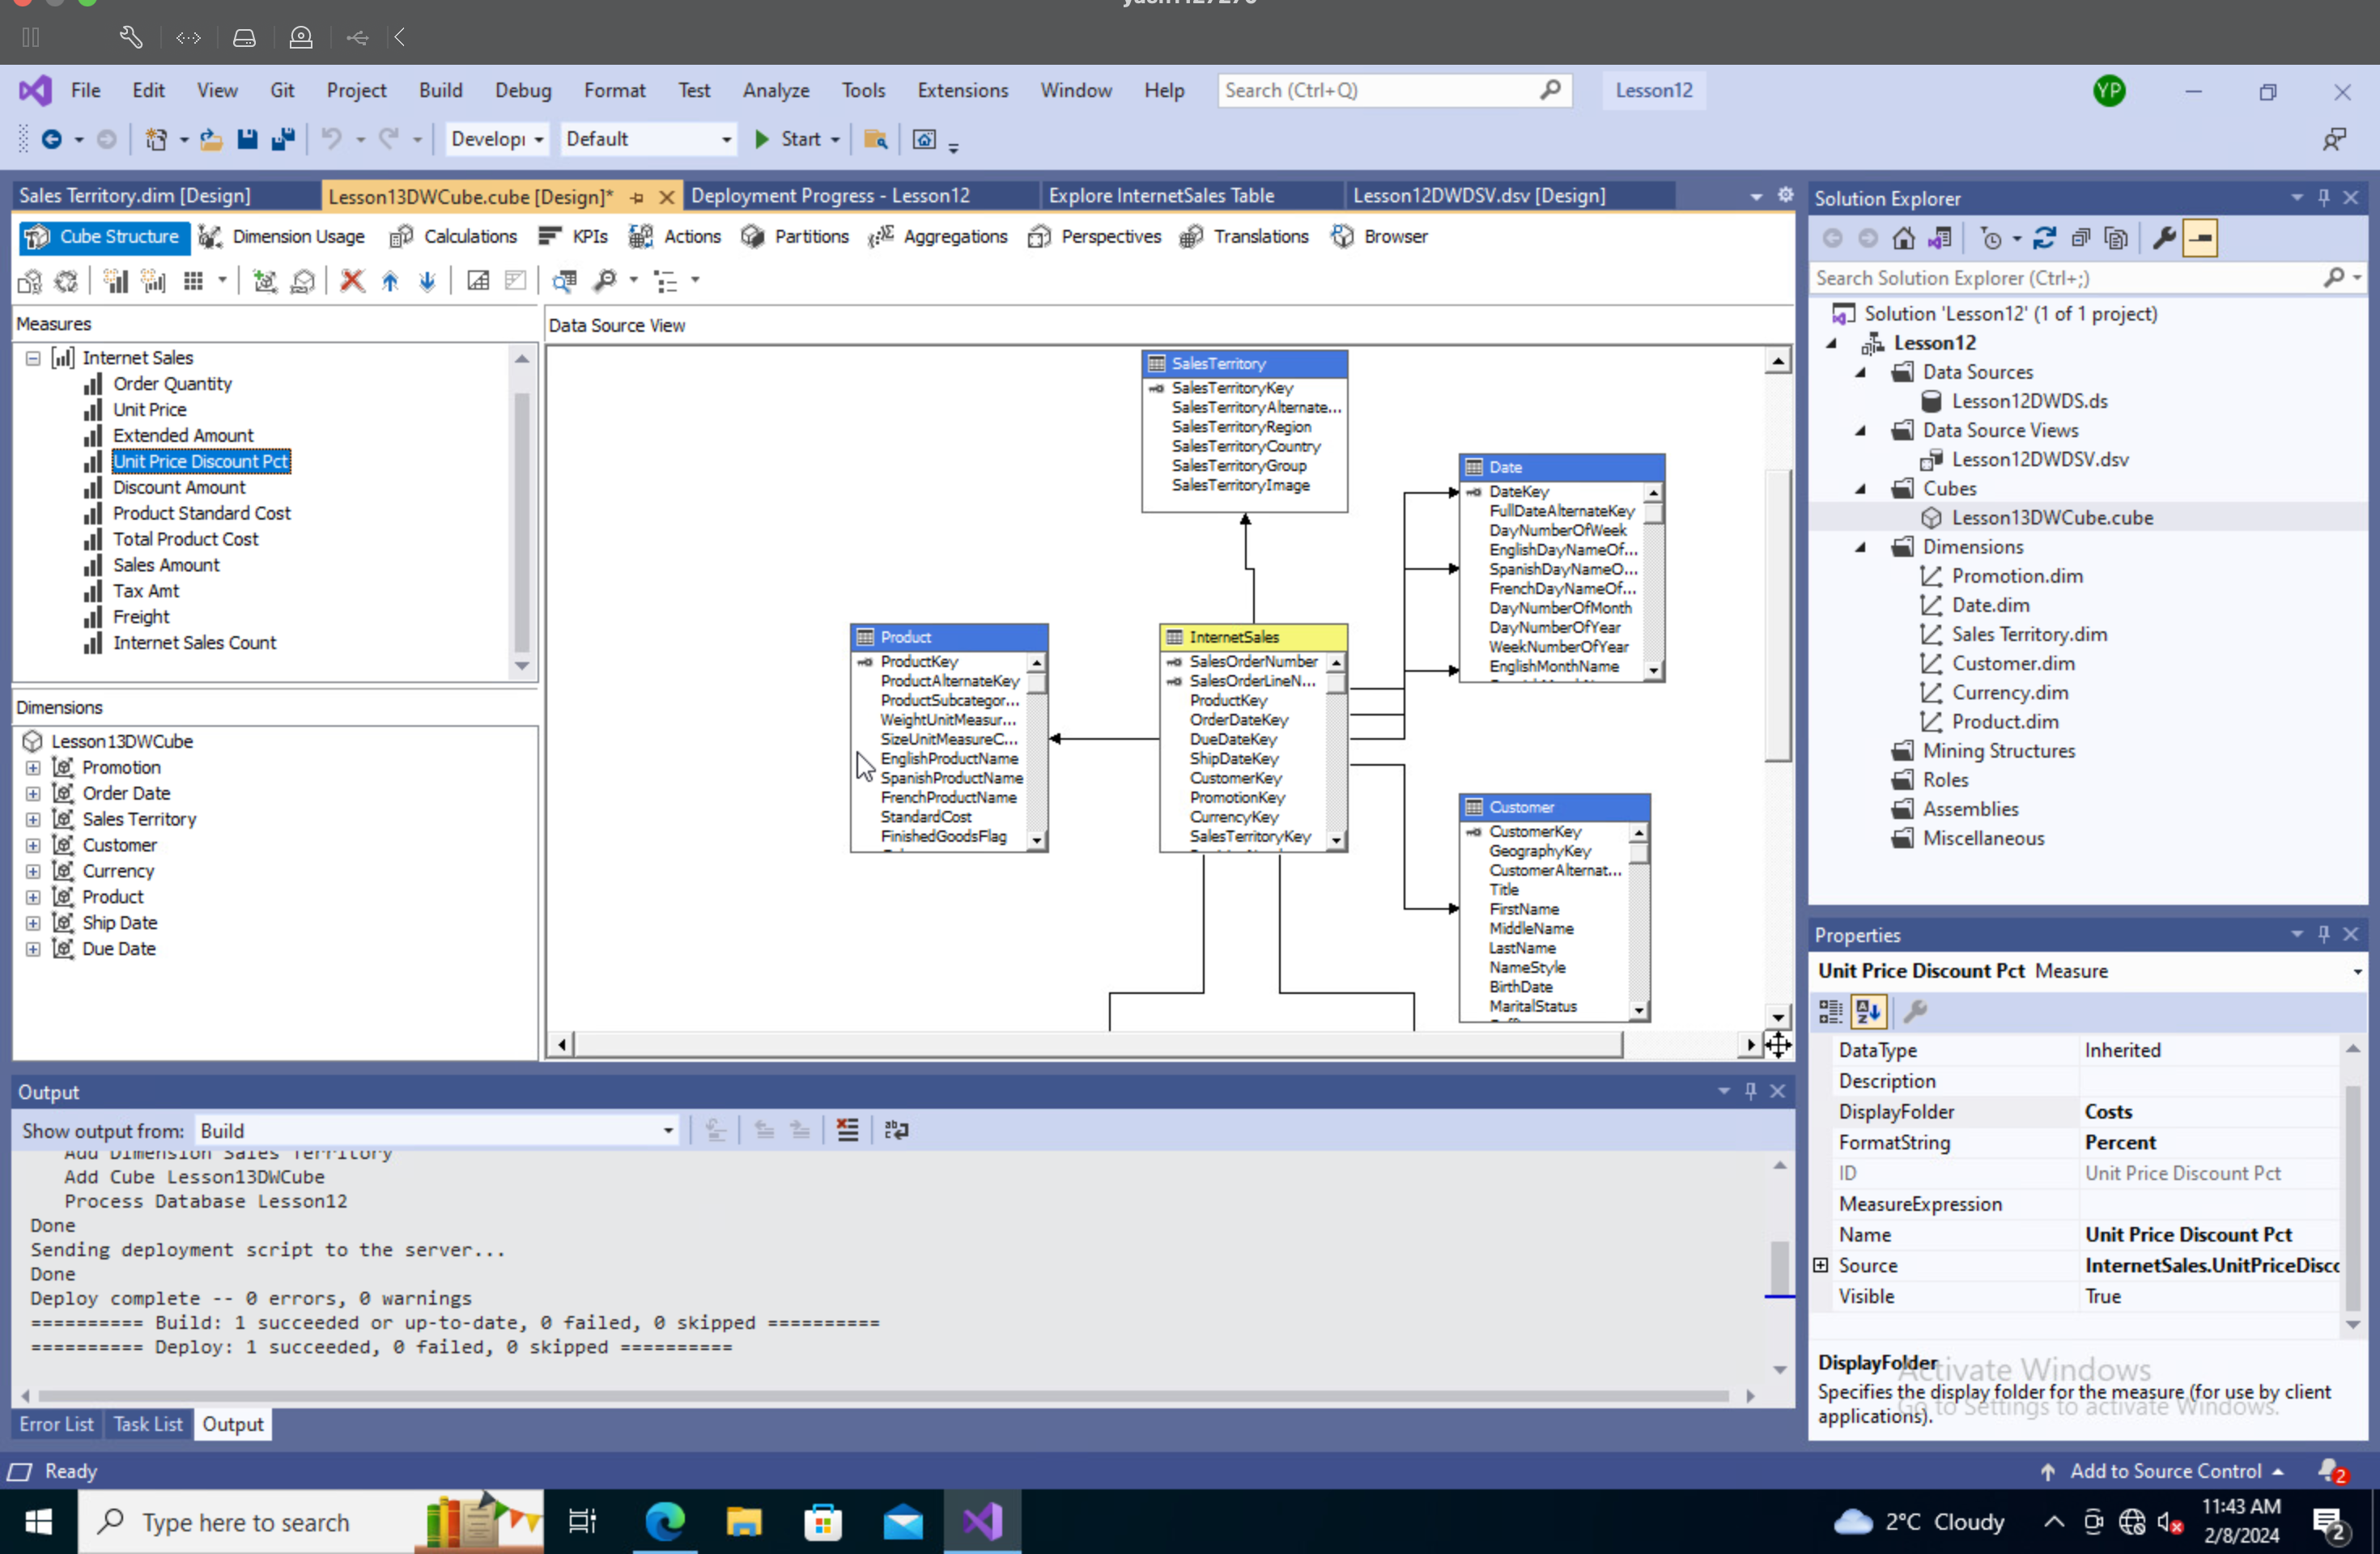 File Edit View Git Project Build Debug Format Test Analyze Tools Extensions Window Help Search (Ctrl+Q) Lesson12 YP
Default Start
Sales Territory.dim [Design] Lesson13DWCube.cube [Design]* Deployment Progress - Lesson12 Explore InternetSales Table Lesson12DWDSV.dsv [Design]
Cube Structure Dimension Usage Calculations KPIs Actions Partitions Aggregations Perspectives Translations Browser
Measures
Internet Sales
Order Quantity
Unit Price
Extended Amount
Unit Price Discount Pct
Discount Amount
Product Standard Cost
Total Product Cost
Sales Amount
Tax Amt
Freight
Internet Sales Count
Dimensions
Lesson13DWCube
Promotion
Order Date
Sales Territory
Customer
Currency
Product
Ship Date
Due Date
Data Source View
SalesTerritory
SalesTerritoryKey
SalesTerritoryAlternate...
SalesTerritoryRegion
SalesTerritoryCountry
SalesTerritoryGroup
SalesTerritoryImage
Date
DateKey
FullDateAlternateKey
DayNumberOfWeek
EnglishDayNameOf...
SpanishDayNameO...
FrenchDayNameOf...
DayNumberOfMonth
DayNumberOfYear
WeekNumberOfYear
EnglishMonthName
Product
ProductKey
ProductAlternateKey
ProductSubcategor...
WeightUnitMeasur...
SizeUnitMeasureC...
EnglishProductName
SpanishProductName
FrenchProductName
StandardCost
FinishedGoodsFlag
InternetSales
SalesOrderNumber
SalesOrderLineN...
ProductKey
OrderDateKey
DueDateKey
ShipDateKey
CustomerKey
PromotionKey
CurrencyKey
SalesTerritoryKey
Customer
CustomerKey
GeographyKey
CustomerAlternat...
Title
FirstName
MiddleName
LastName
NameStyle
BirthDate
MaritalStatus
Output
Show output from: Build
Add Dimension Sales Territory
Add Cube Lesson13DWCube
Process Database Lesson12
Done
Sending deployment script to the server...
Done
Deploy complete -- 0 errors, 0 warnings
========== Build: 1 succeeded or up-to-date, 0 failed, 0 skipped ==========
========== Deploy: 1 succeeded, 0 failed, 0 skipped ==========
Error List Task List Output
Solution Explorer
Search Solution Explorer (Ctrl+;)
Solution 'Lesson12' (1 of 1 project)
Lesson12
Data Sources
Lesson12DWDS.ds
Data Source Views
Lesson12DWDSV.dsv
Cubes
Lesson13DWCube.cube
Dimensions
Promotion.dim
Date.dim
Sales Territory.dim
Customer.dim
Currency.dim
Product.dim
Mining Structures
Roles
Assemblies
Miscellaneous
Properties
Unit Price Discount Pct Measure
DataType Inherited
Description
DisplayFolder Costs
FormatString Percent
ID Unit Price Discount Pct
MeasureExpression
Name Unit Price Discount Pct
Source InternetSales.UnitPriceDisc
Visible True
DisplayFolder
Specifies the display folder for the measure (for use by client
applications).
Activate Windows
Go to Settings to activate Windows.
Ready Add to Source Control 2
Type here to search 2°C Cloudy 11:43 AM
2/8/2024 2